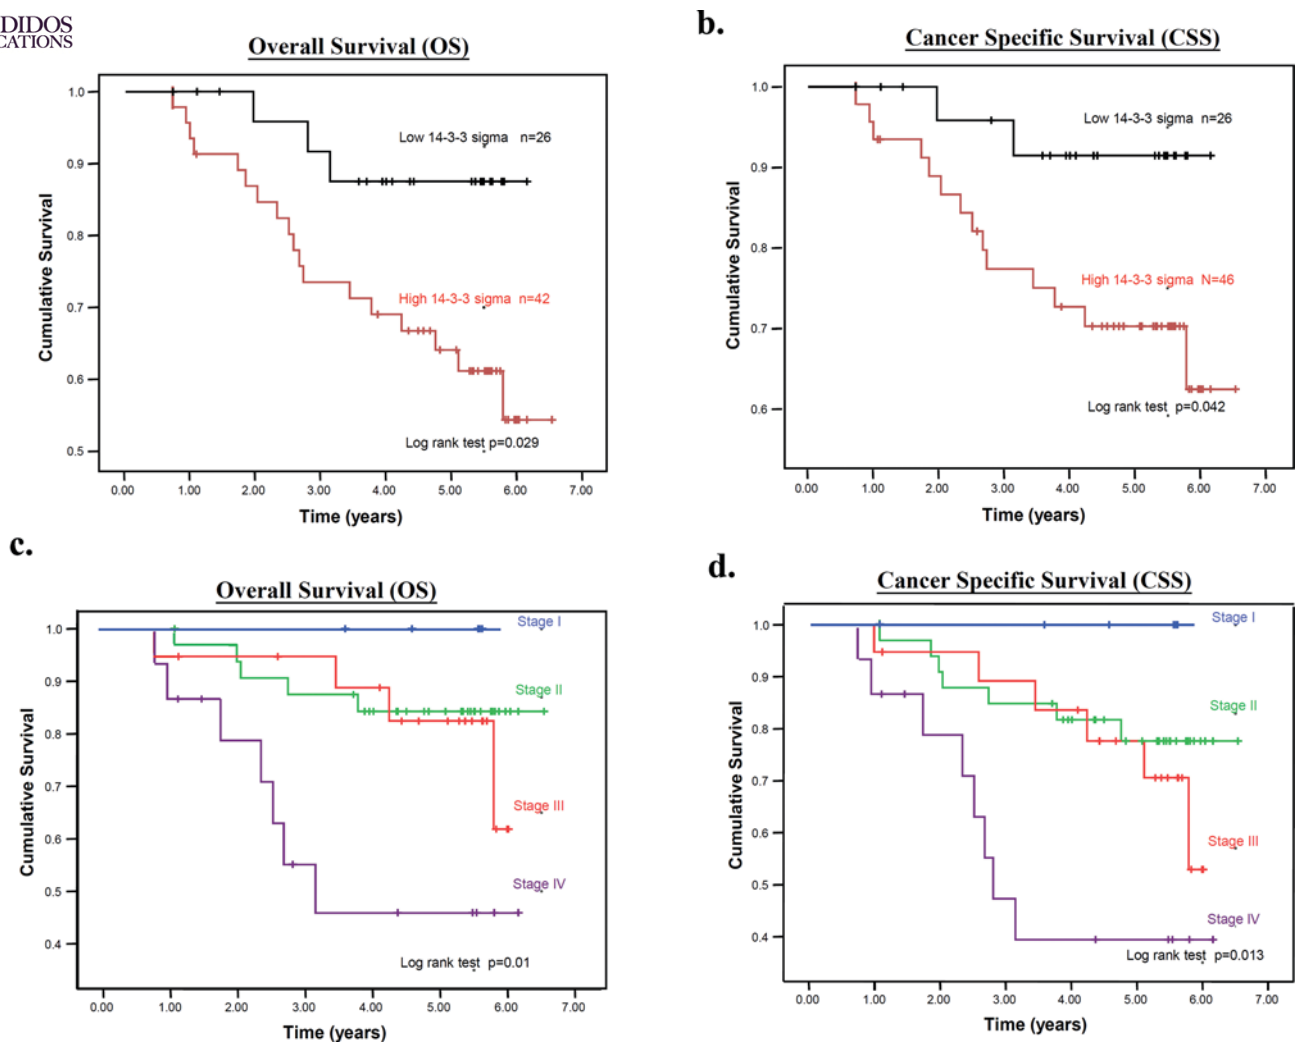 DIDOS
CATIONS
Overall Survival (OS)
Cumulative Survival
1.0
0.9
0.8
0.7
0.6
0.5
Low 14-3-3 sigma n=26
High 14-3-3 sigma n=42
Log rank test p=0.029
0.00 1.00 2.00 3.00 4.00 5.00 6.00 7.00
Time (years)
b.
Cancer Specific Survival (CSS)
Cumulative Survival
1.0
0.9
0.8
0.7
0.6
Low 14-3-3 sigma n=26
High 14-3-3 sigma N=46
Log rank test p=0.042
0.00 1.00 2.00 3.00 4.00 5.00 6.00 7.00
Time (years)
c.
Overall Survival (OS)
Cumulative Survival
1.0
0.9
0.8
0.7
0.6
0.5
0.4
Stage I
Stage II
Stage III
Stage IV
Log rank test p=0.01
0.00 1.00 2.00 3.00 4.00 5.00 6.00 7.00
Time (years)
d.
Cancer Specific Survival (CSS)
Cumulative Survival
1.0
0.9
0.8
0.7
0.6
0.5
0.4
Stage I
Stage II
Stage III
Stage IV
Log rank test p=0.013
0.00 1.00 2.00 3.00 4.00 5.00 6.00 7.00
Time (years)